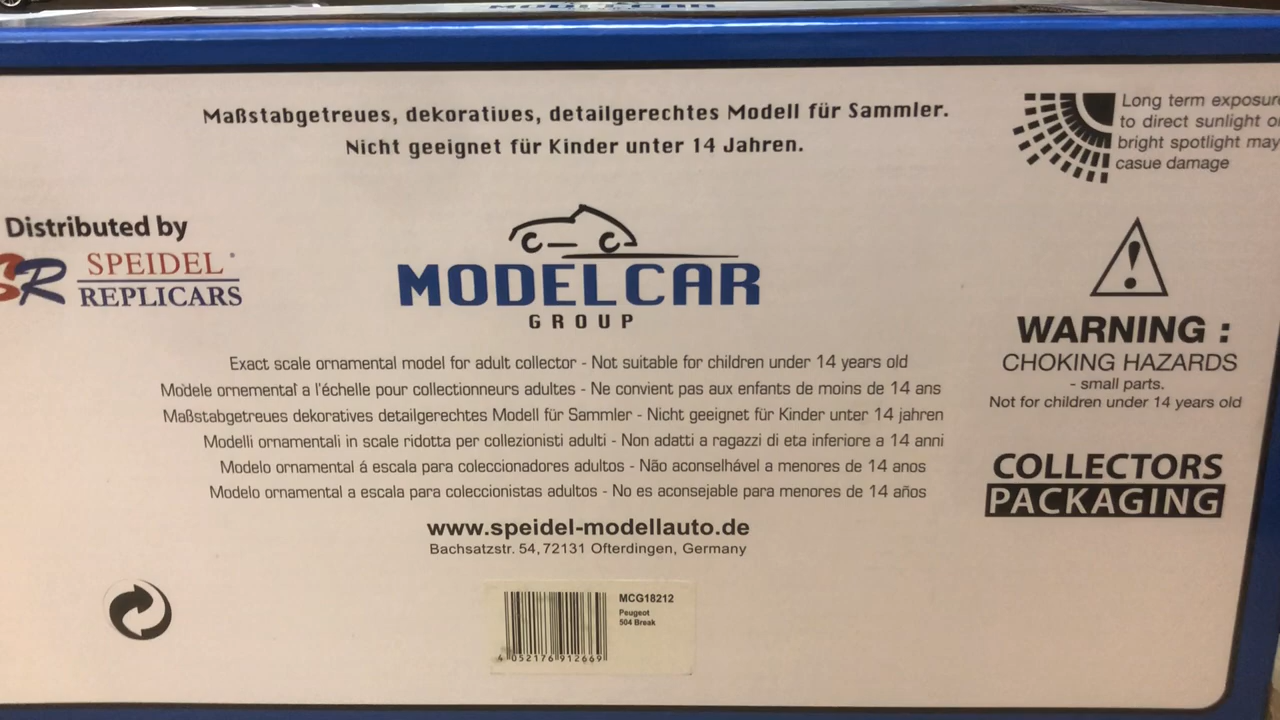 MODELCAR
Maßstabgetreues, dekoratives, detailgerechtes Modell für Sammler.
Nicht geeignet für Kinder unter 14 Jahren.
Long term exposur
to direct sunlight o
bright spotlight may
casue damage
Distributed by
SR SPEIDEL
REPLICARS
MODELCAR
GROUP
WARNING :
CHOKING HAZARDS
- small parts.
Not for children under 14 years old
Exact scale ornamental model for adult collector - Not suitable for children under 14 years old
Modèle ornemental a l'échelle pour collectionneurs adultes - Ne convient pas aux enfants de moins de 14 ans
Maßstabgetreues dekoratives detailgerechtes Modell für Sammler - Nicht geeignet für Kinder unter 14 jahren
Modelli ornamentali in scale ridotta per collezionisti adulti - Non adatti a ragazzi di eta inferiore a 14 anni
Modelo ornamental á escala para coleccionadores adultos - Não aconselhável a menores de 14 anos
Modelo ornamental a escala para coleccionistas adultos - No es aconsejable para menores de 14 años
COLLECTORS
PACKAGING
www.speidel-modellauto.de
Bachsatzstr. 54, 72131 Ofterdingen, Germany
MCG18212
Peugeot
504 Break
4 052176 912669